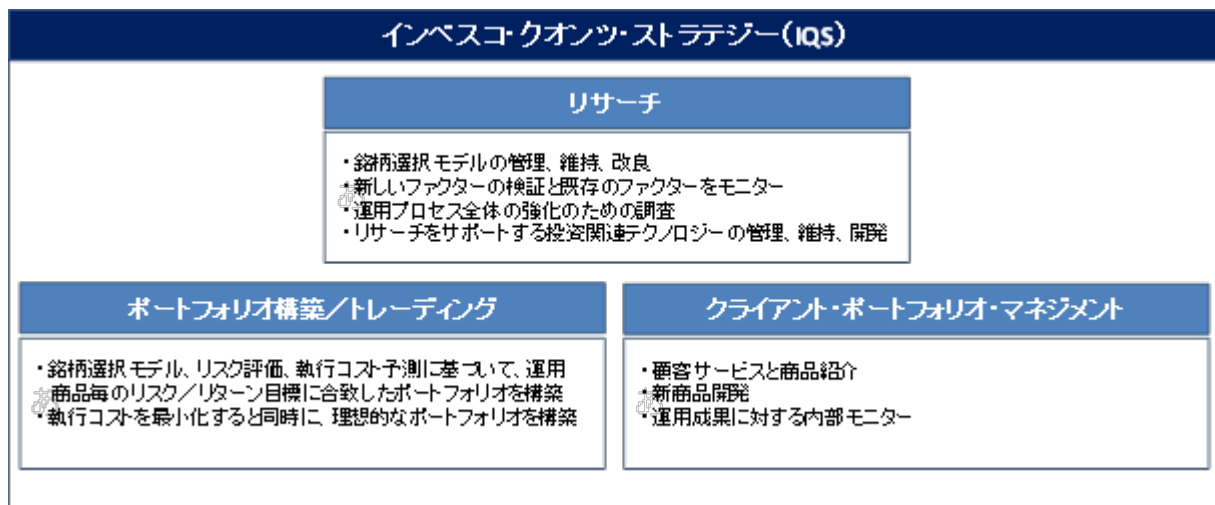 インベスコ・クオンツ・ストラテジー(IQS)
リサーチ
・銘柄選択モデルの管理、維持、改良
・新しいファクターの検証と既存のファクターをモニター
・運用プロセス全体の強化のための調査
・リサーチをサポートする投資関連テクノロジーの管理、維持、開発
ポートフォリオ構築／トレーディング
・銘柄選択モデル、リスク評価、執行コスト予測に基づいて、運用
商品毎のリスク／リターン目標に合致したポートフォリオを構築
・執行コストを最小化すると同時に、理想的なポートフォリオを構築
クライアント・ポートフォリオ・マネジメント
・顧客サービスと商品紹介
・新商品開発
・運用成果に対する内部モニター